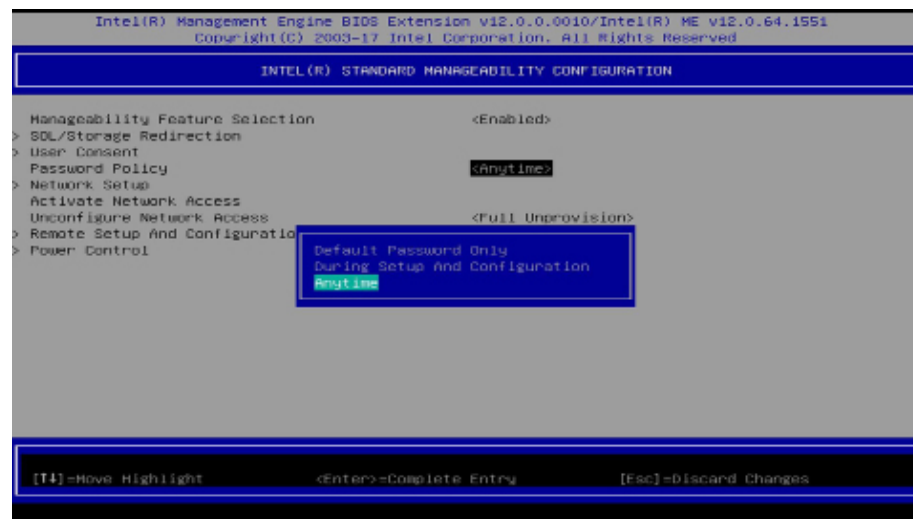 Intel(R) Management Engine BIOS Extension v12.0.0.0010/Intel(R) ME v12.0.64.1551
Copyright(C) 2003-17 Intel Corporation. All Rights Reserved
INTEL(R) STANDARD MANAGEABILITY CONFIGURATION
Manageability Feature Selection <Enabled>
> SOL/Storage Redirection
> User Consent
Password Policy <Anytime>
> Network Setup
Activate Network Access
Unconfigure Network Access <Full Unprovision>
> Remote Setup And Configuratio
> Power Control
Default Password Only
During Setup And Configuration
Anytime
[↑↓]=Move Highlight <Enter>=Complete Entry [Esc]=Discard Changes